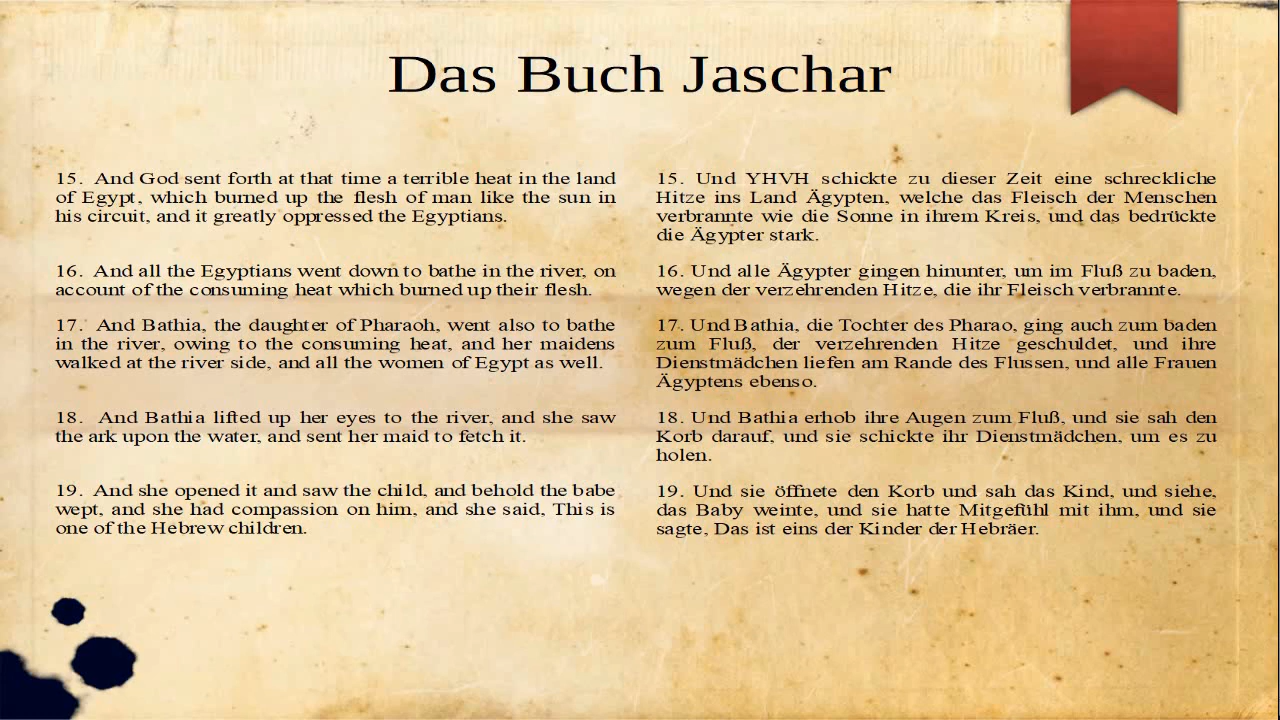 Das Buch Jaschar
15. And God sent forth at that time a terrible heat in the land
of Egypt, which burned up the flesh of man like the sun in
his circuit, and it greatly oppressed the Egyptians.
16. And all the Egyptians went down to bathe in the river, on
account of the consuming heat which burned up their flesh.
17. And Bathia, the daughter of Pharaoh, went also to bathe
in the river, owing to the consuming heat, and her maidens
walked at the river side, and all the women of Egypt as well.
18. And Bathia lifted up her eyes to the river, and she saw
the ark upon the water, and sent her maid to fetch it.
19. And she opened it and saw the child, and behold the babe
wept, and she had compassion on him, and she said, This is
one of the Hebrew children.
15. Und YHVH schickte zu dieser Zeit eine schreckliche
Hitze ins Land Ägypten, welche das Fleisch der Menschen
verbrannte wie die Sonne in ihrem Kreis, und das bedrückte
die Ägypter stark.
16. Und alle Ägypter gingen hinunter, um im Fluß zu baden,
wegen der verzehrenden Hitze, die ihr Fleisch verbrannte.
17. Und Bathia, die Tochter des Pharao, ging auch zum baden
zum Fluß, der verzehrenden Hitze geschuldet, und ihre
Dienstmädchen liefen am Rande des Flussen, und alle Frauen
Ägyptens ebenso.
18. Und Bathia erhob ihre Augen zum Fluß, und sie sah den
Korb darauf, und sie schickte ihr Dienstmädchen, um es zu
holen.
19. Und sie öffnete den Korb und sah das Kind, und siehe,
das Baby weinte, und sie hatte Mitgefühl mit ihm, und sie
sagte, Das ist eins der Kinder der Hebräer.